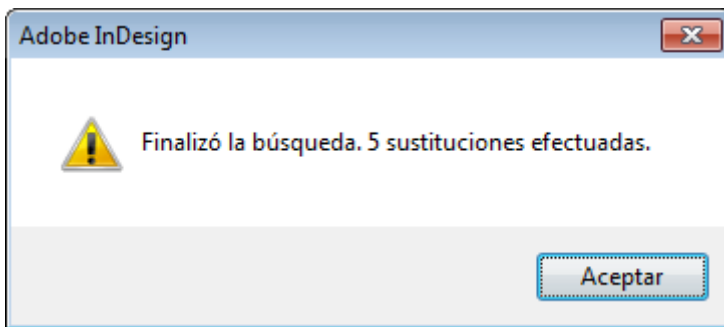 Adobe InDesign
Finalizó la búsqueda. 5 sustituciones efectuadas.
Aceptar